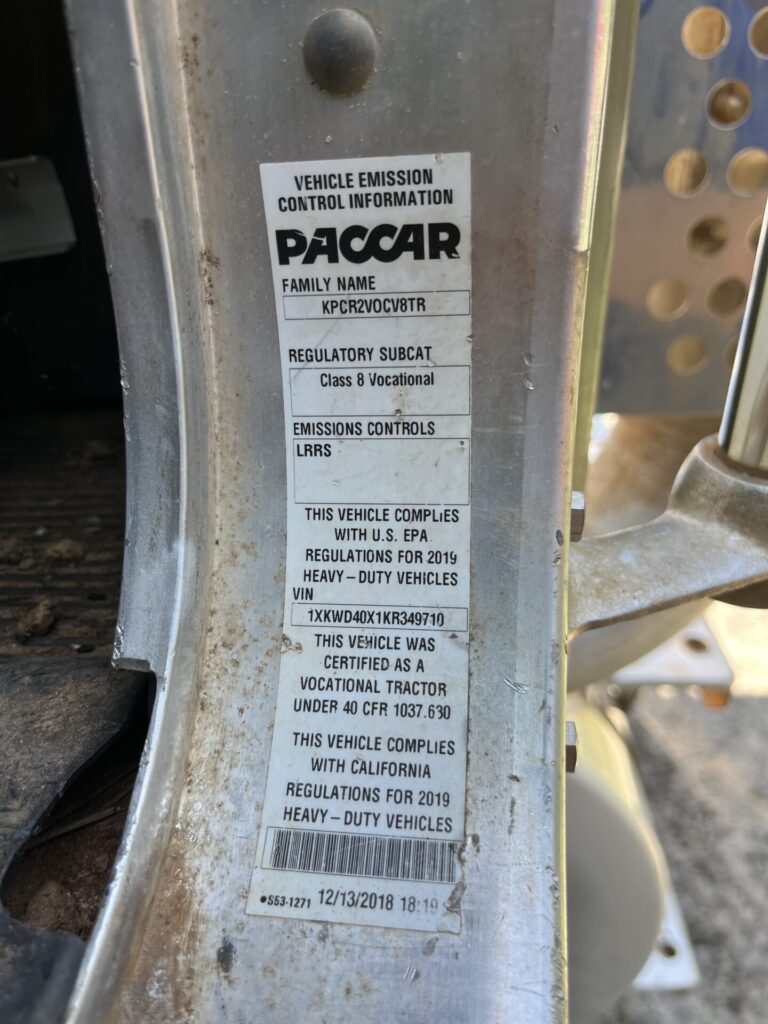 VEHICLE EMISSION
CONTROL INFORMATION
PACCAR
FAMILY NAME
KPCR2VOCV8TR
REGULATORY SUBCAT
Class 8 Vocational
EMISSIONS CONTROLS
LRRS
THIS VEHICLE COMPLIES
WITH U.S. EPA
REGULATIONS FOR 2019
HEAVY – DUTY VEHICLES
VIN
1XKWD40X1KR349710
THIS VEHICLE WAS
CERTIFIED AS A
VOCATIONAL TRACTOR
UNDER 40 CFR 1037.630
THIS VEHICLE COMPLIES
WITH CALIFORNIA
REGULATIONS FOR 2019
HEAVY – DUTY VEHICLES
•S53-1271 12/13/2018 18:19